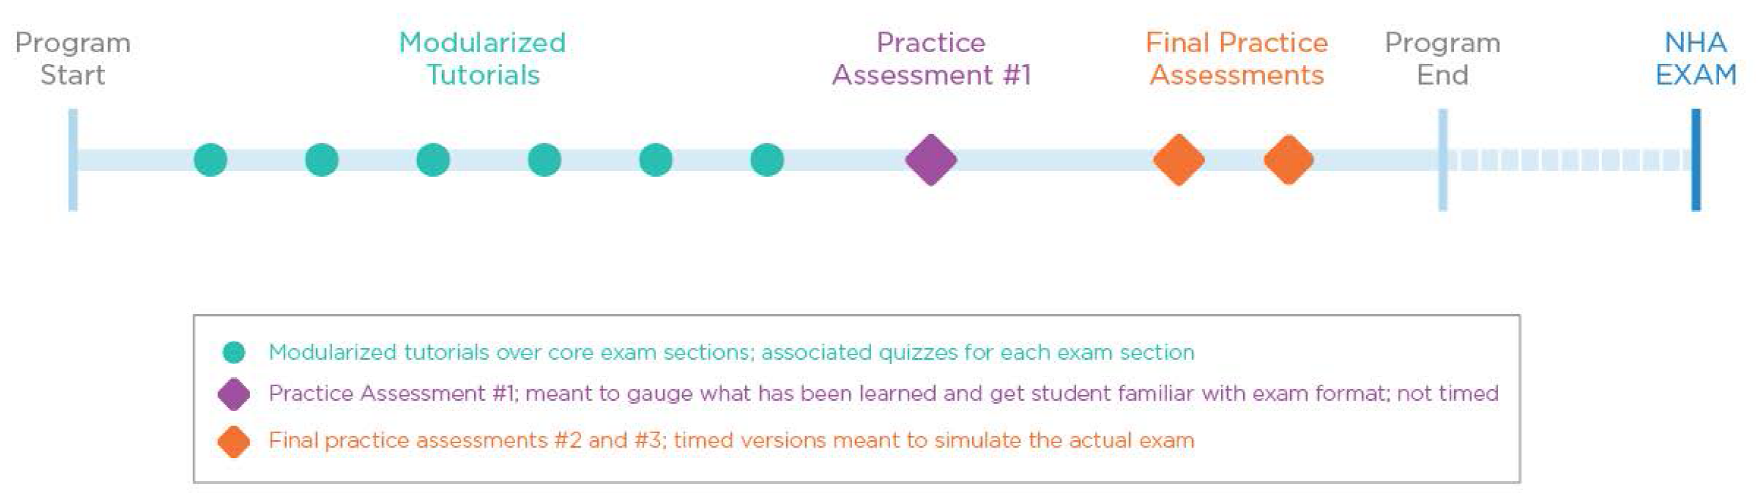 Program
Start
Modularized
Tutorials
Practice
Assessment #1
Final Practice
Assessments
Program
End
NHA
EXAM
Modularized tutorials over core exam sections; associated quizzes for each exam section
Practice Assessment #1; meant to gauge what has been learned and get student familiar with exam format; not timed
Final practice assessments #2 and #3; timed versions meant to simulate the actual exam